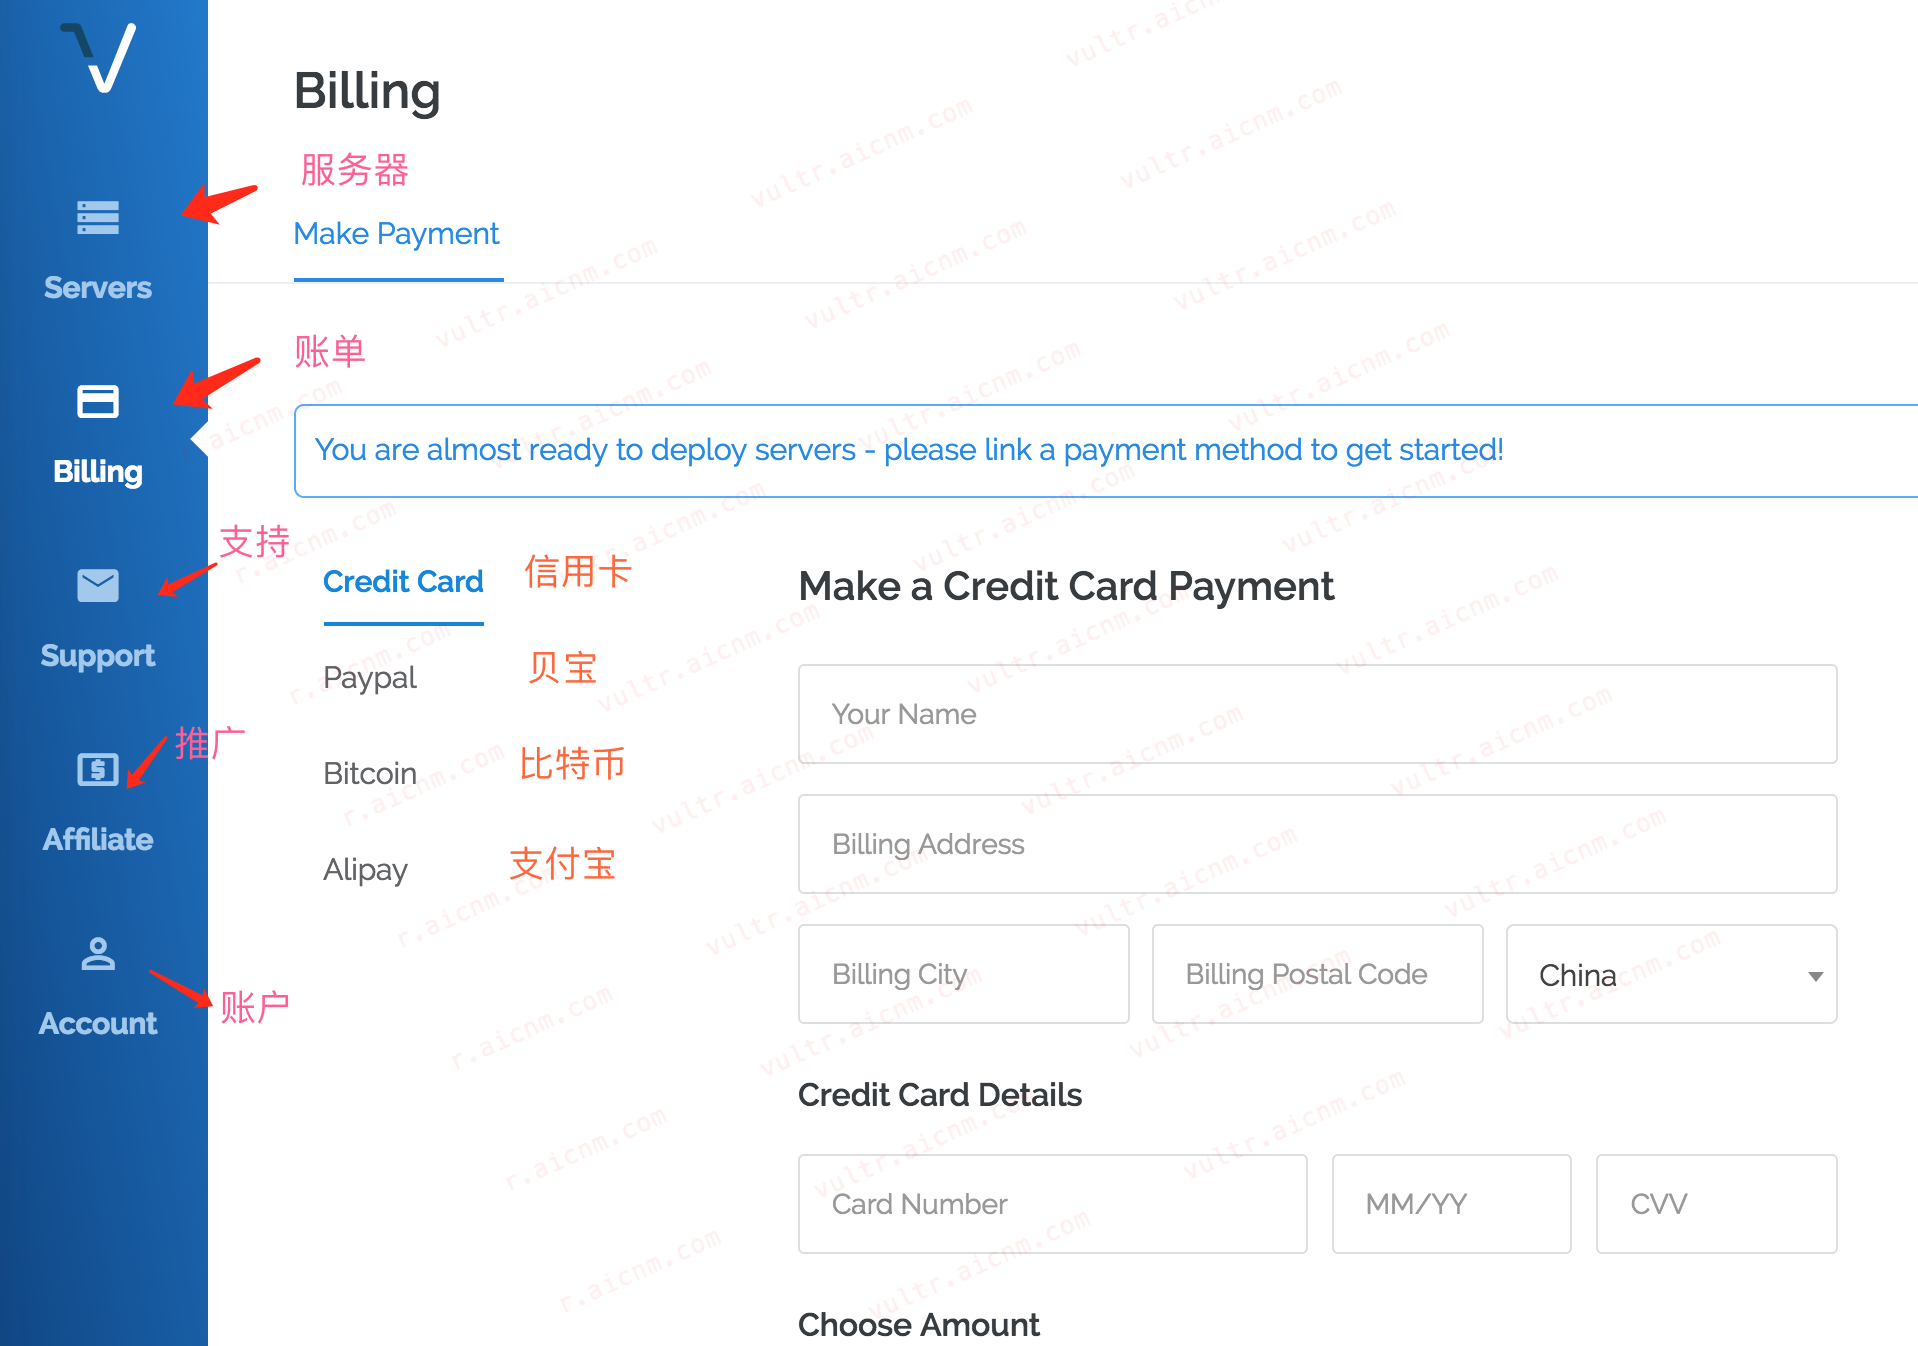 Billing
服务器
Make Payment
Servers
账单
You are almost ready to deploy servers - please link a payment method to get started!
Billing
支持
Support
推广
Affiliate
账户
Account
Credit Card 信用卡
Paypal 贝宝
Bitcoin 比特币
Alipay 支付宝
Make a Credit Card Payment
Your Name
Billing Address
Billing City Billing Postal Code China
Credit Card Details
Card Number MM/YY CVV
Choose Amount
vultr.aicnm.com